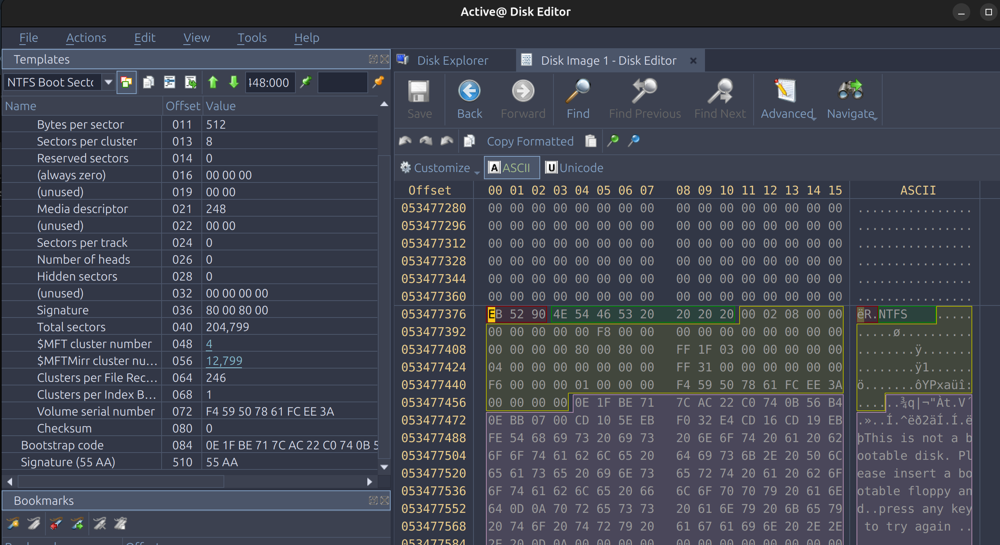 Active@ Disk Editor
File Actions Edit View Tools Help
Templates
NTFS Boot Sect
448:000
Name Offset Value
Bytes per sector 011 512
Sectors per cluster 013 8
Reserved sectors 014 0
(always zero) 016 00 00 00
(unused) 019 00 00
Media descriptor 021 248
(unused) 022 00 00
Sectors per track 024 0
Number of heads 026 0
Hidden sectors 028 0
(unused) 032 00 00 00 00
Signature 036 80 00 80 00
Total sectors 040 204,799
$MFT cluster number 048 4
$MFTMirr cluster nu... 056 12,799
Clusters per File Rec... 064 246
Clusters per Index B... 068 1
Volume serial number 072 F4 59 50 78 61 FC EE 3A
Checksum 080 0
Bootstrap code 084 0E 1F BE 71 7C AC 22 C0 74 0B 5
Signature (55 AA) 510 55 AA
Bookmarks
Disk Explorer
Disk Image 1 - Disk Editor
Save Back Forward Find Find Previous Find Next Advanced Navigate
Copy Formatted
Customize A ASCII U Unicode
Offset 00 01 02 03 04 05 06 07 08 09 10 11 12 13 14 15 ASCII
053477280 00 00 00 00 00 00 00 00 00 00 00 00 00 00 00 00 ................
053477296 00 00 00 00 00 00 00 00 00 00 00 00 00 00 00 00 ................
053477312 00 00 00 00 00 00 00 00 00 00 00 00 00 00 00 00 ................
053477328 00 00 00 00 00 00 00 00 00 00 00 00 00 00 00 00 ................
053477344 00 00 00 00 00 00 00 00 00 00 00 00 00 00 00 00 ................
053477360 00 00 00 00 00 00 00 00 00 00 00 00 00 00 00 00 ................
053477376 EB 52 90 4E 54 46 53 20 20 20 20 00 02 08 00 00 ëR.NTFS    .....
053477392 00 00 00 00 00 F8 00 00 00 00 00 00 00 00 00 00 .....ø..........
053477408 00 00 00 00 80 00 80 00 FF 1F 03 00 00 00 00 00 ........ÿ.......
053477424 04 00 00 00 00 00 00 00 FF 31 00 00 00 00 00 00 ........ÿ1......
053477440 F6 00 00 00 01 00 00 00 F4 59 50 78 61 FC EE 3A ö.......ôYPxaüî:
053477456 00 00 00 00 0E 1F BE 71 7C AC 22 C0 74 0B 56 B4 ......¾q|¬"Àt.V´
053477472 0E BB 07 00 CD 10 5E EB F0 32 E4 CD 16 CD 19 EB .»..Í.^ëð2äÍ.Í.ë
053477488 FE 54 68 69 73 20 69 73 20 6E 6F 74 20 61 20 62 þThis is not a b
053477504 6F 6F 74 61 62 6C 65 20 64 69 73 6B 2E 20 50 6C ootable disk. Pl
053477520 65 61 73 65 20 69 6E 73 65 72 74 20 61 20 62 6F ease insert a bo
053477536 6F 74 61 62 6C 65 20 66 6C 6F 70 70 79 20 61 6E otable floppy an
053477552 64 0D 0A 70 72 65 73 73 20 61 6E 79 20 6B 65 79 d..press any key
053477568 20 74 6F 20 74 72 79 20 61 67 61 69 6E 20 2E 2E  to try again ..
053477584 2E 20 0D 0A 00 00 00 00 00 00 00 00 00 00 00 00